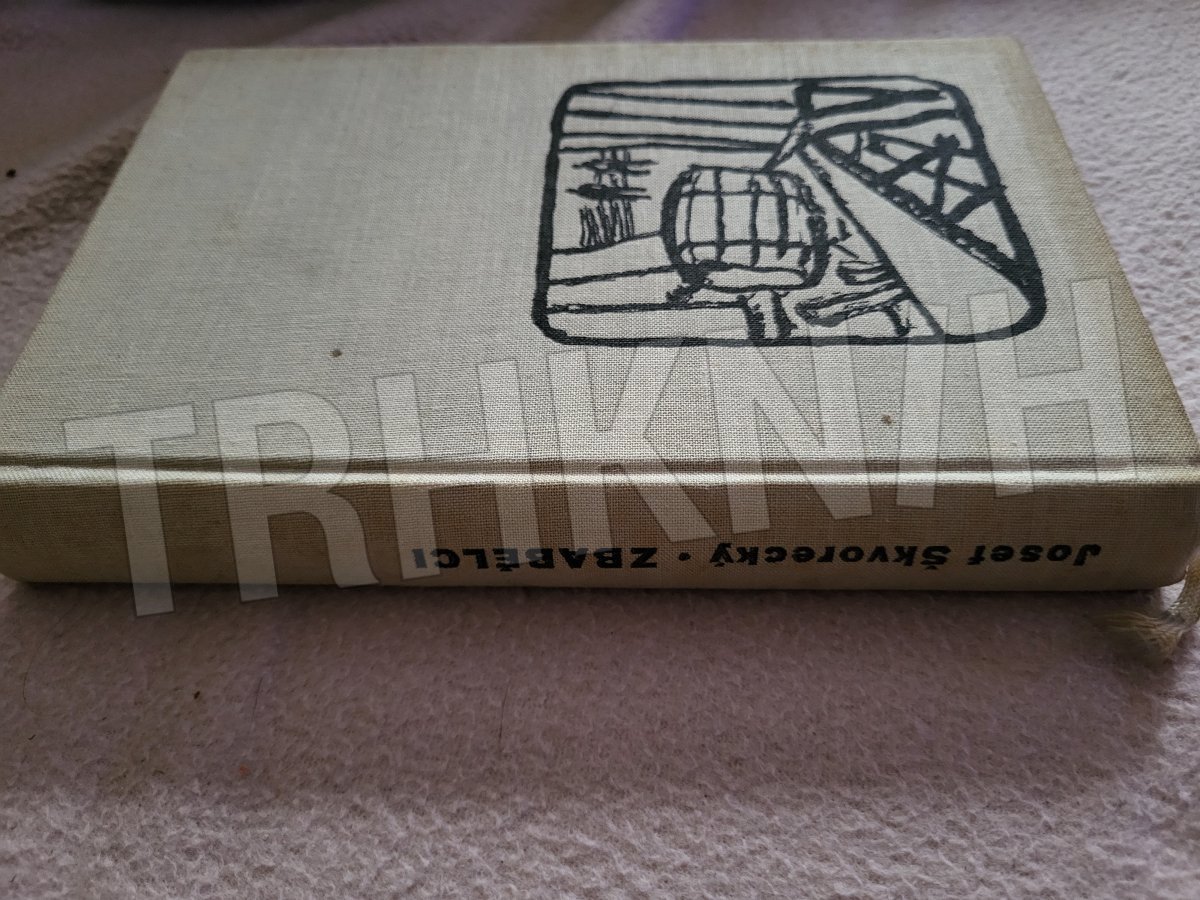 TRHKNIH
Josef Škvorecký • ZBABĚLCI